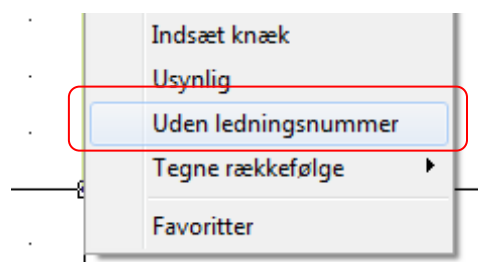 Indsæt knæk
Usynlig
Uden ledningsnummer
Tegne rækkefølge
Favoritter